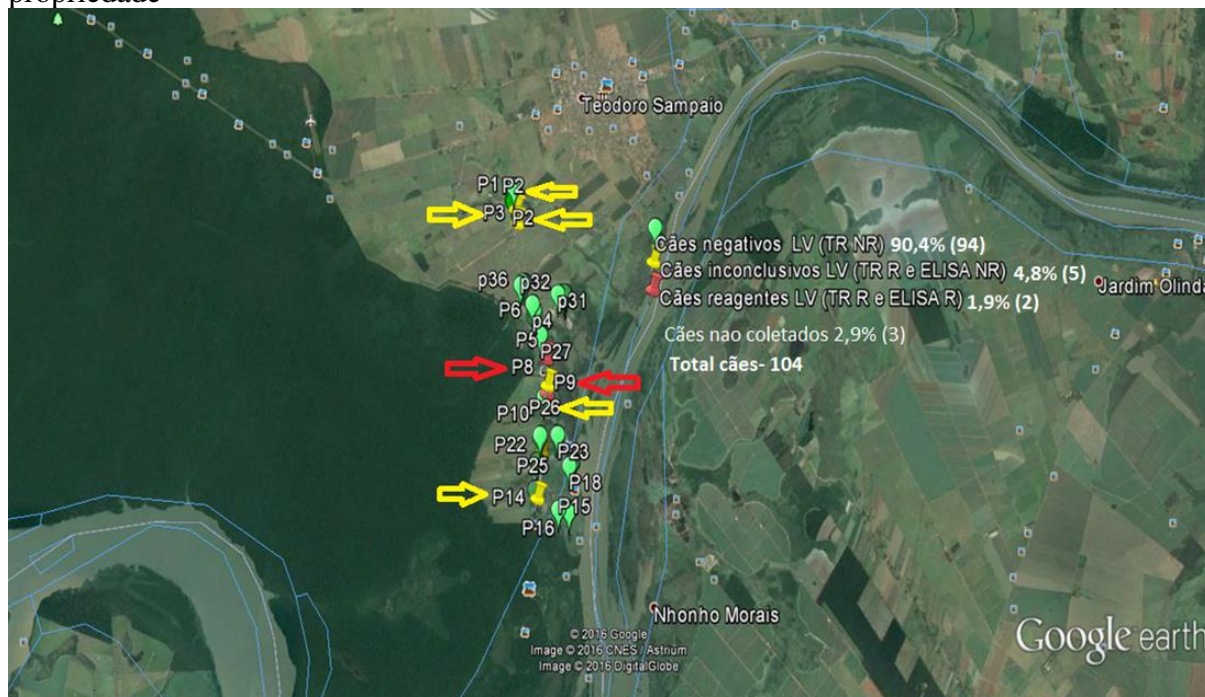 propriedade
Teodoro Sampaio
P1 P2
P3 P2
Cães negativos LV (TR NR) 90,4% (94)
Cães inconclusivos LV (TR R e ELISA NR) 4,8% (5)
Cães reagentes LV (TR R e ELISA R) 1,9% (2)
Cães nao coletados 2,9% (3)
Total cães- 104
Jardim Olinda
p36 p32
p31
P6
p4
P5
P27
P8
P9
P10 P26
P22 P23
P25
P18
P14
P15
P16
Nhonho Morais
© 2016 Google
Image © 2016 CNES / Astrium
Image © 2016 DigitalGlobe
Google earth